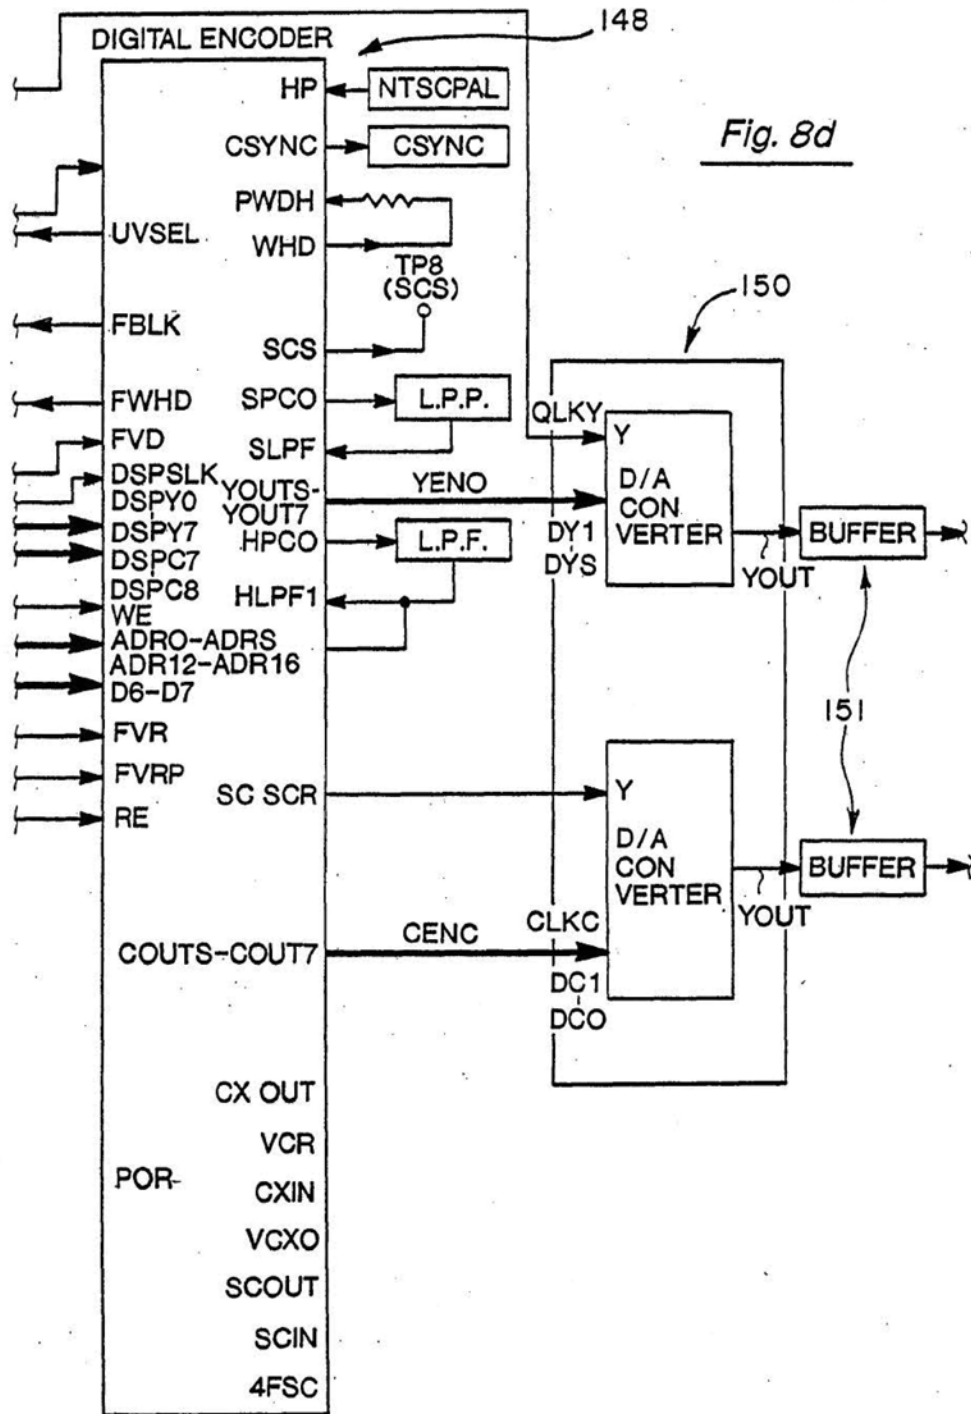 148
DIGITAL ENCODER
HP
NTSCPAL
Fig. 8d
CSYNC
CSYNC
PWDH
UVSEL
WHD
TP8
(SCS)
150
FBLK
SCS
FWHD
SPCO
L.P.P.
QLKY
Y
FVD
SLPF
DSPSLK
DSPY0
DSPY7
DSPC7
DSPC8
YOUTS-
YOUT7
YENO
D/A
CON
VERTER
DY1
DYS
YOUT
BUFFER
HPCO
L.P.F.
HLPF1
WE
ADR0-ADRS
ADR12-ADR16
D6-D7
151
FVR
FVRP
SC SCR
Y
RE
D/A
CON
VERTER
YOUT
BUFFER
COUTS-COUT7
CENC
CLKC
DC1
DCO
CX OUT
VCR
POR-
CXIN
VCXO
SCOUT
SCIN
4FSC